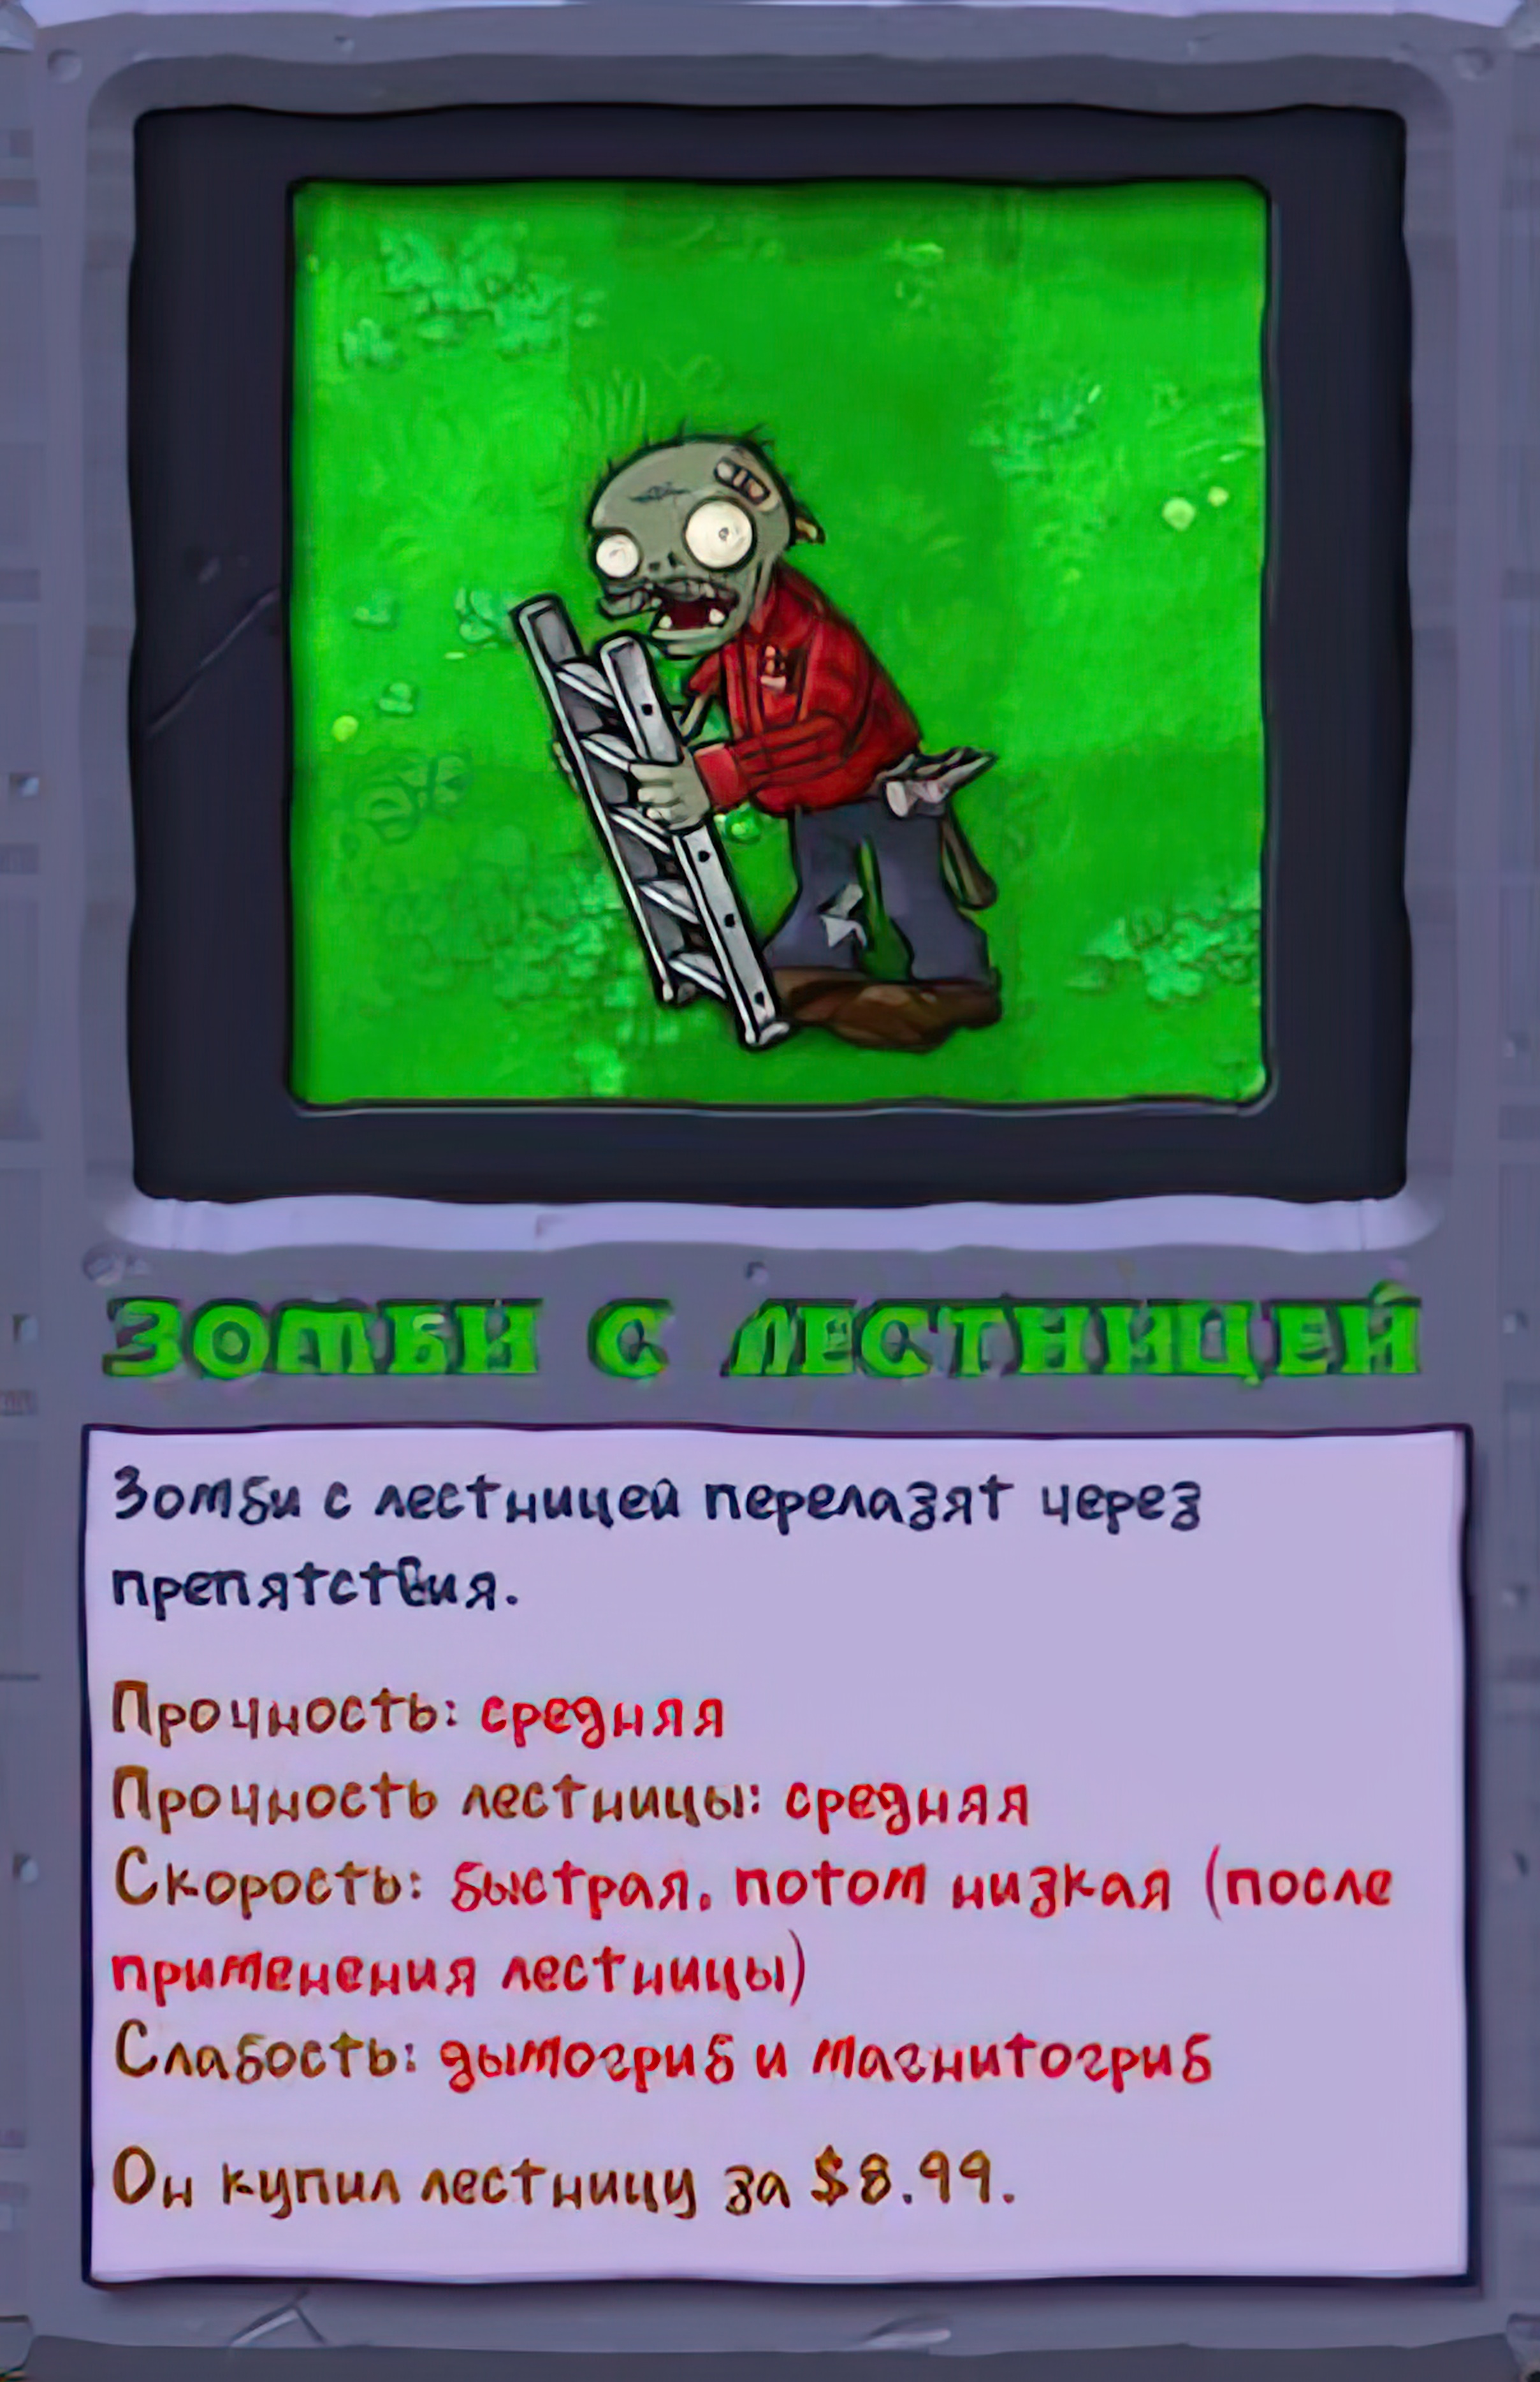 ЗОМБИ С ЛЕСТНИЦЕЙ
Зомби с лестницей перелазят через
препятствия.
Прочность: средняя
Прочность лестницы: средняя
Скорость: быстрая, потом низкая (после
применения лестницы)
Слабость: дымогриб и магнитогриб
Он купил лестницу за $8.99.